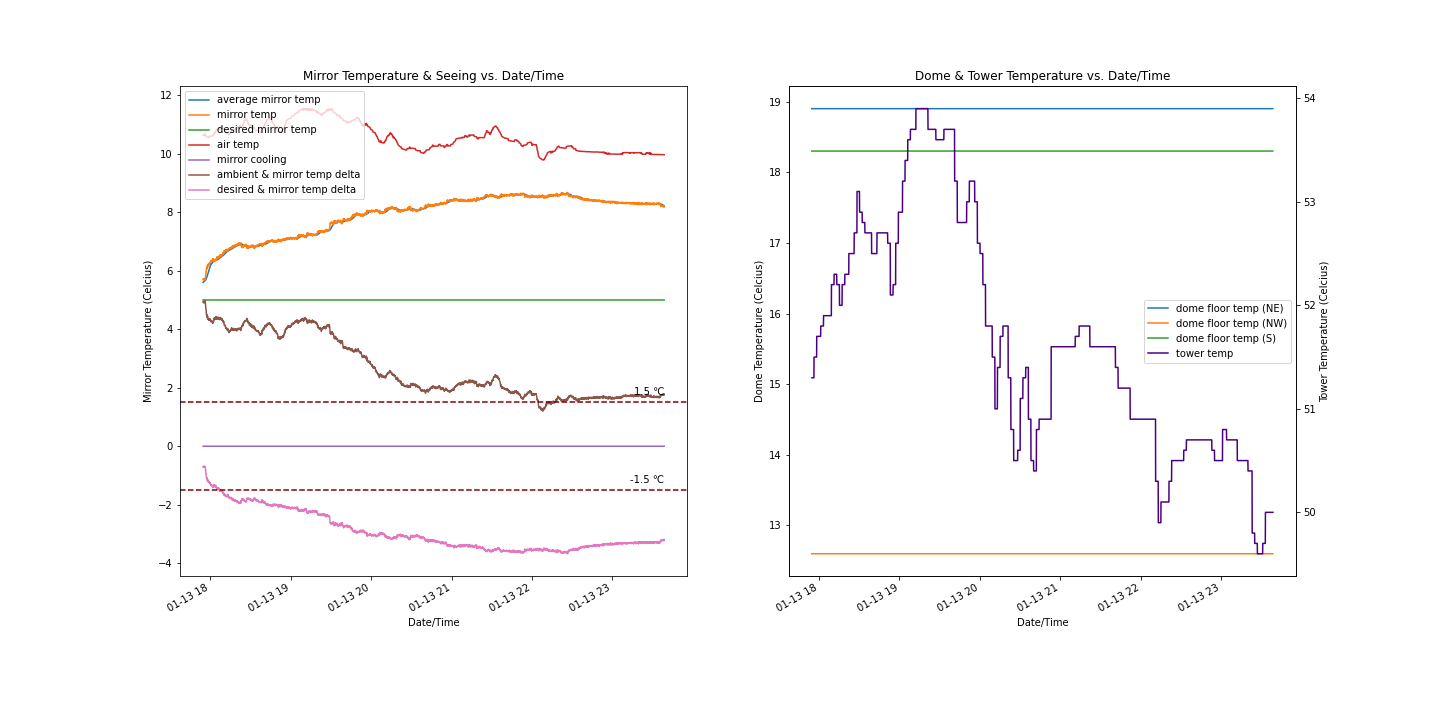 Mirror Temperature & Seeing vs. Date/Time
Mirror Temperature (Celcius)
12
10
8
6
4
2
0
−2
−4
average mirror temp
mirror temp
desired mirror temp
air temp
mirror cooling
ambient & mirror temp delta
desired & mirror temp delta
1.5 °C
-1.5 °C
01-13 18
01-13 19
01-13 20
01-13 21
01-13 22
01-13 23
Date/Time
Dome & Tower Temperature vs. Date/Time
Dome Temperature (Celcius)
19
18
17
16
15
14
13
dome floor temp (NE)
dome floor temp (NW)
dome floor temp (S)
tower temp
54
53
52
51
50
Tower Temperature (Celcius)
01-13 18
01-13 19
01-13 20
01-13 21
01-13 22
01-13 23
Date/Time